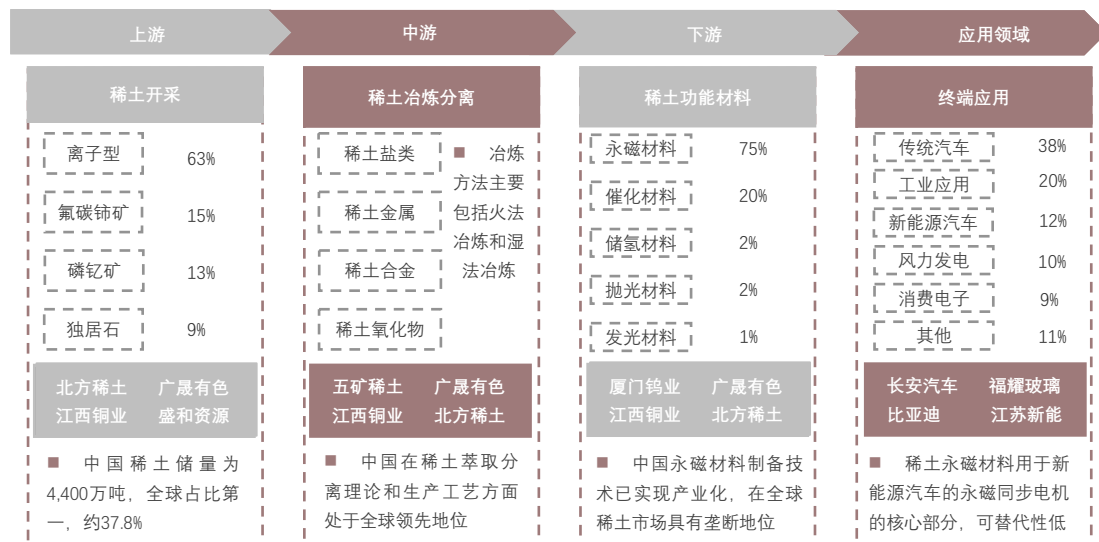 上游
中游
下游
应用领域
稀土开采
离子型 63%
氟碳铈矿 15%
磷钇矿 13%
独居石 9%
北方稀土 广晟有色
江西铜业 盛和资源
■ 中国稀土储量为
4,400万吨，全球占比第
一，约37.8%
稀土冶炼分离
稀土盐类
稀土金属
稀土合金
稀土氧化物
■ 冶炼
方法主要
包括火法
冶炼和湿
法冶炼
五矿稀土 广晟有色
江西铜业 北方稀土
■ 中国在稀土萃取分
离理论和生产工艺方面
处于全球领先地位
稀土功能材料
永磁材料 75%
催化材料 20%
储氢材料 2%
抛光材料 2%
发光材料 1%
厦门钨业 广晟有色
江西铜业 北方稀土
■ 中国永磁材料制备技
术已实现产业化，在全球
稀土市场具有垄断地位
终端应用
传统汽车 38%
工业应用 20%
新能源汽车 12%
风力发电 10%
消费电子 9%
其他 11%
长安汽车 福耀玻璃
比亚迪 江苏新能
■ 稀土永磁材料用于新
能源汽车的永磁同步电机
的核心部分，可替代性低